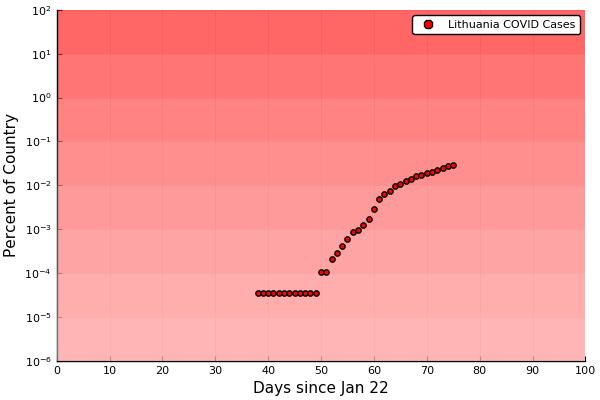 10²
Lithuania COVID Cases
10¹
10⁰
10⁻¹
10⁻²
10⁻³
10⁻⁴
10⁻⁵
10⁻⁶
Percent of Country
0 10 20 30 40 50 60 70 80 90 100
Days since Jan 22